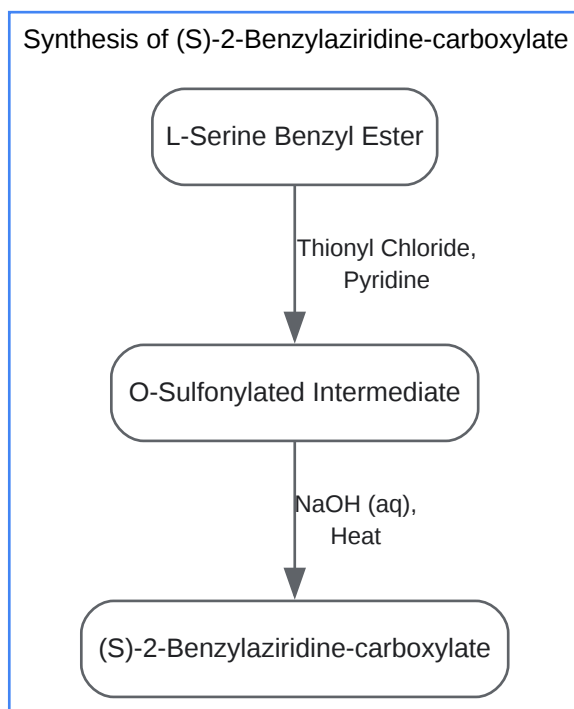 Synthesis of (S)-2-Benzylaziridine-carboxylate
L-Serine Benzyl Ester
Thionyl Chloride,
Pyridine
O-Sulfonylated Intermediate
NaOH (aq),
Heat
(S)-2-Benzylaziridine-carboxylate